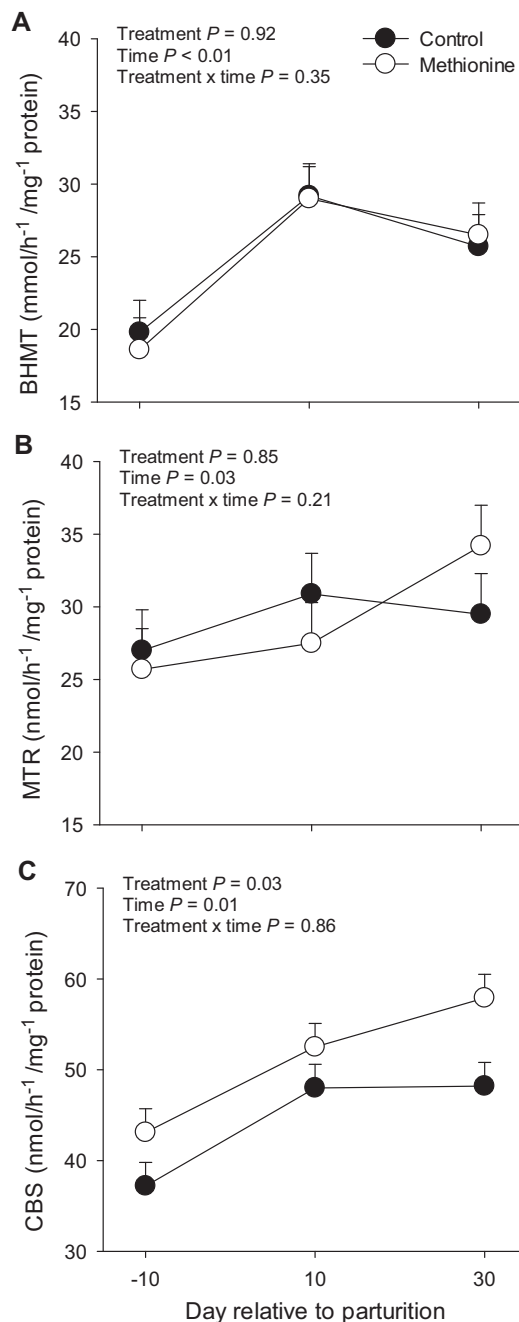 A
Treatment P = 0.92
Time P < 0.01
Treatment x time P = 0.35
Control
Methionine
40
35
30
25
20
15
BHMT (mmol/h⁻¹ /mg⁻¹ protein)
B
Treatment P = 0.85
Time P = 0.03
Treatment x time P = 0.21
40
35
30
25
20
15
MTR (nmol/h⁻¹ /mg⁻¹ protein)
C
Treatment P = 0.03
Time P = 0.01
Treatment x time P = 0.86
70
60
50
40
30
CBS (nmol/h⁻¹ /mg⁻¹ protein)
-10 10 30
Day relative to parturition